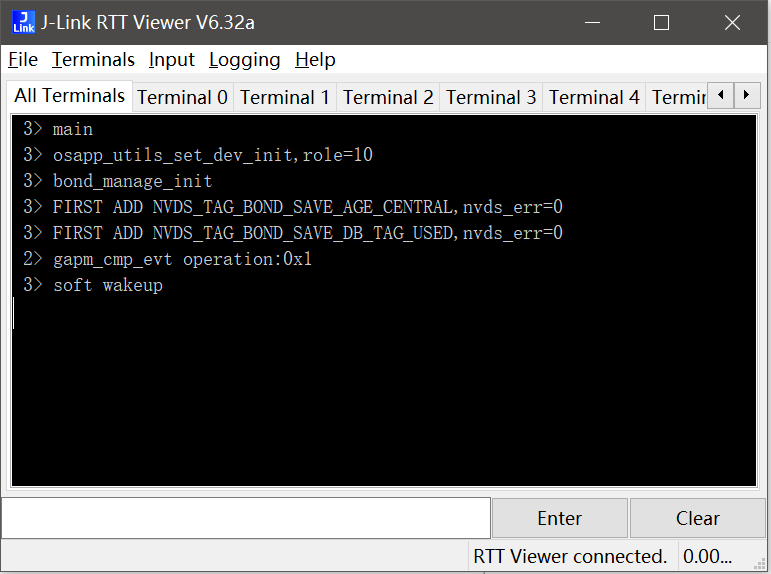 J-Link RTT Viewer V6.32a
File Terminals Input Logging Help
All Terminals Terminal 0 Terminal 1 Terminal 2 Terminal 3 Terminal 4
3> main
3> osapp_utils_set_dev_init,role=10
3> bond_manage_init
3> FIRST ADD NVDS_TAG_BOND_SAVE_AGE_CENTRAL,nvds_err=0
3> FIRST ADD NVDS_TAG_BOND_SAVE_DB_TAG_USED,nvds_err=0
2> gapm_cmp_evt operation:0x1
3> soft wakeup
Enter Clear
RTT Viewer connected. 0.00...